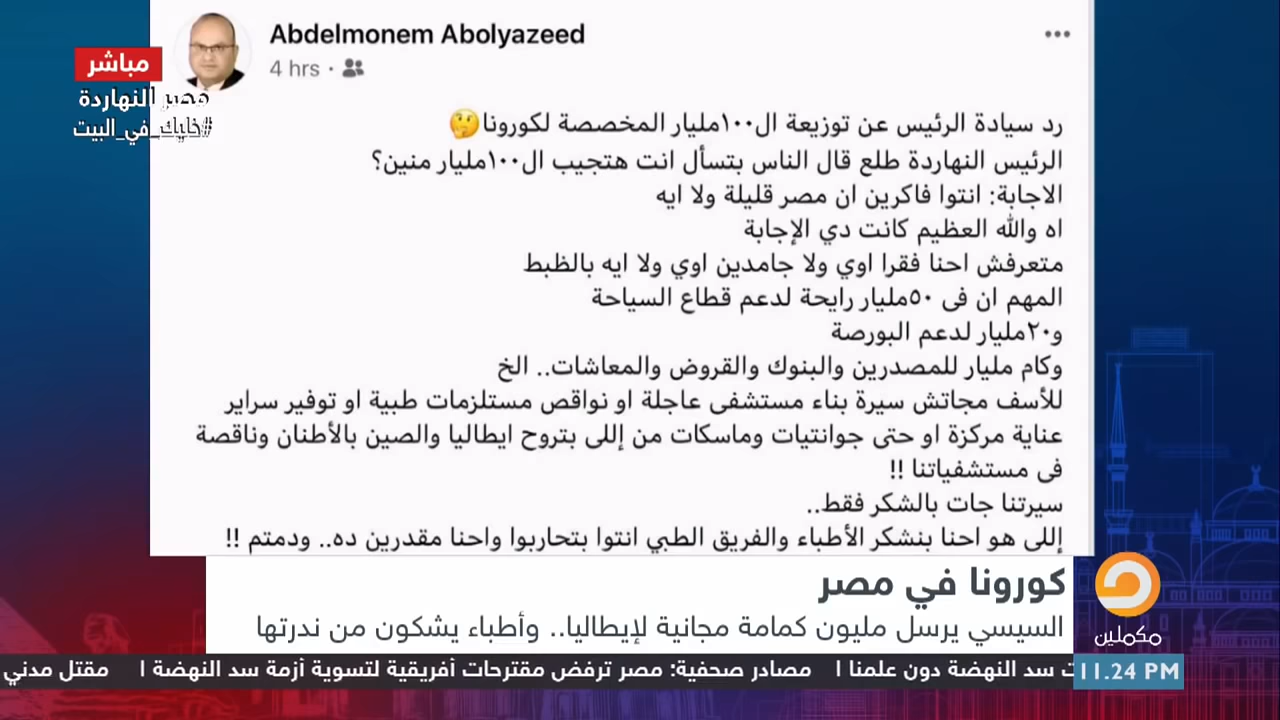 Abdelmonem Abolyazeed
4 hrs ·
مباشر
مصر النهاردة
#خليك_في_البيت
رد سيادة الرئيس عن توزيعة ال١٠٠مليار المخصصة لكورونا🤔
الرئيس النهاردة طلع قال الناس بتسأل انت هتجيب ال١٠٠مليار منين؟
الاجابة: انتوا فاكرين ان مصر قليلة ولا ايه
اه والله العظيم كانت دي الإجابة
متعرفش احنا فقرا اوي ولا جامدين اوي ولا ايه بالظبط
المهم ان فى ٥٠مليار رايحة لدعم قطاع السياحة
و٢٠مليار لدعم البورصة
وكام مليار للمصدرين والبنوك والقروض والمعاشات.. الخ
للأسف مجاتش سيرة بناء مستشفى عاجلة او نواقص مستلزمات طبية او توفير سراير
عناية مركزة او حتى جوانتيات وماسكات من إللى بتروح ايطاليا والصين بالأطنان وناقصة
فى مستشفياتنا !!
سيرتنا جات بالشكر فقط..
إللى هو احنا بنشكر الأطباء والفريق الطبي انتوا بتحاربوا واحنا مقدرين ده.. ودمتم !!
كورونا في مصر
السيسي يرسل مليون كمامة مجانية لإيطاليا.. وأطباء يشكون من ندرتها
مكملين
11.24 PM
ت سد النهضة دون علمنا ا مصادر صحفية: مصر ترفض مقترحات أفريقية لتسوية أزمة سد النهضة ا مقتل مدني